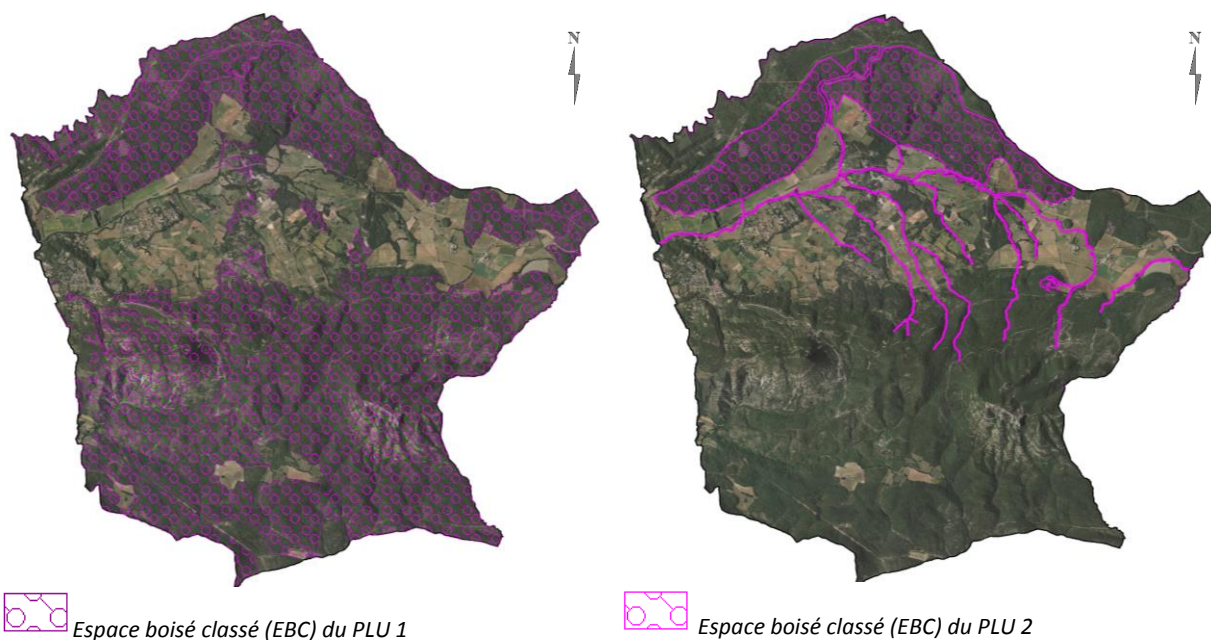 N
N
Espace boisé classé (EBC) du PLU 1
Espace boisé classé (EBC) du PLU 2